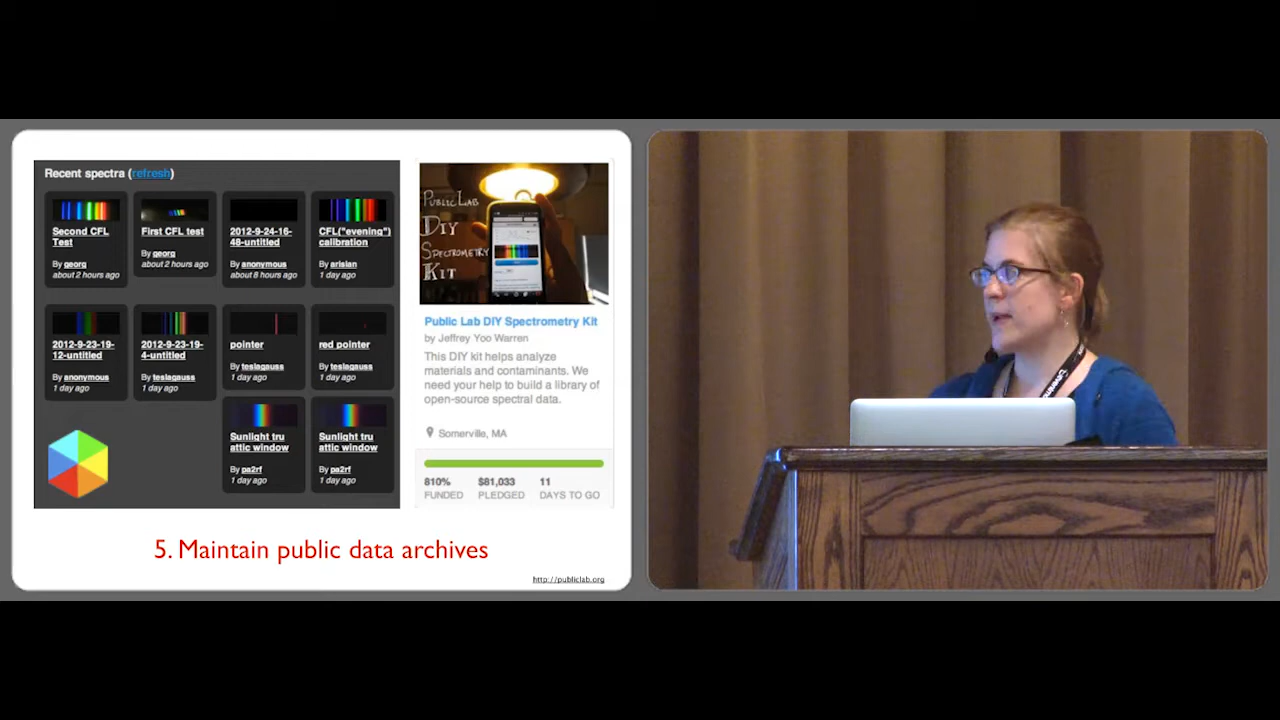 Recent spectra (refresh)
Second CFL
Test
By georg
about 2 hours ago
First CFL test
By georg
about 2 hours ago
2012-9-24-16-
48-untitled
By anonymous
about 8 hours ago
CFL("evening")
calibration
By arislan
1 day ago
2012-9-23-19-
12-untitled
By anonymous
1 day ago
2012-9-23-19-
4-untitled
By teslagauss
1 day ago
pointer
By teslagauss
1 day ago
red pointer
By teslagauss
1 day ago
Sunlight tru
attic window
By pa2rf
1 day ago
Sunlight tru
attic window
By pa2rf
1 day ago
PUBLIC LAB
DIY
SPECTROMETRY
KIT
Public Lab DIY Spectrometry Kit
by Jeffrey Yoo Warren
This DIY kit helps analyze
materials and contaminants. We
need your help to build a library of
open-source spectral data.
Somerville, MA
810% $81,033 11
FUNDED PLEDGED DAYS TO GO
5. Maintain public data archives
http://publiclab.org